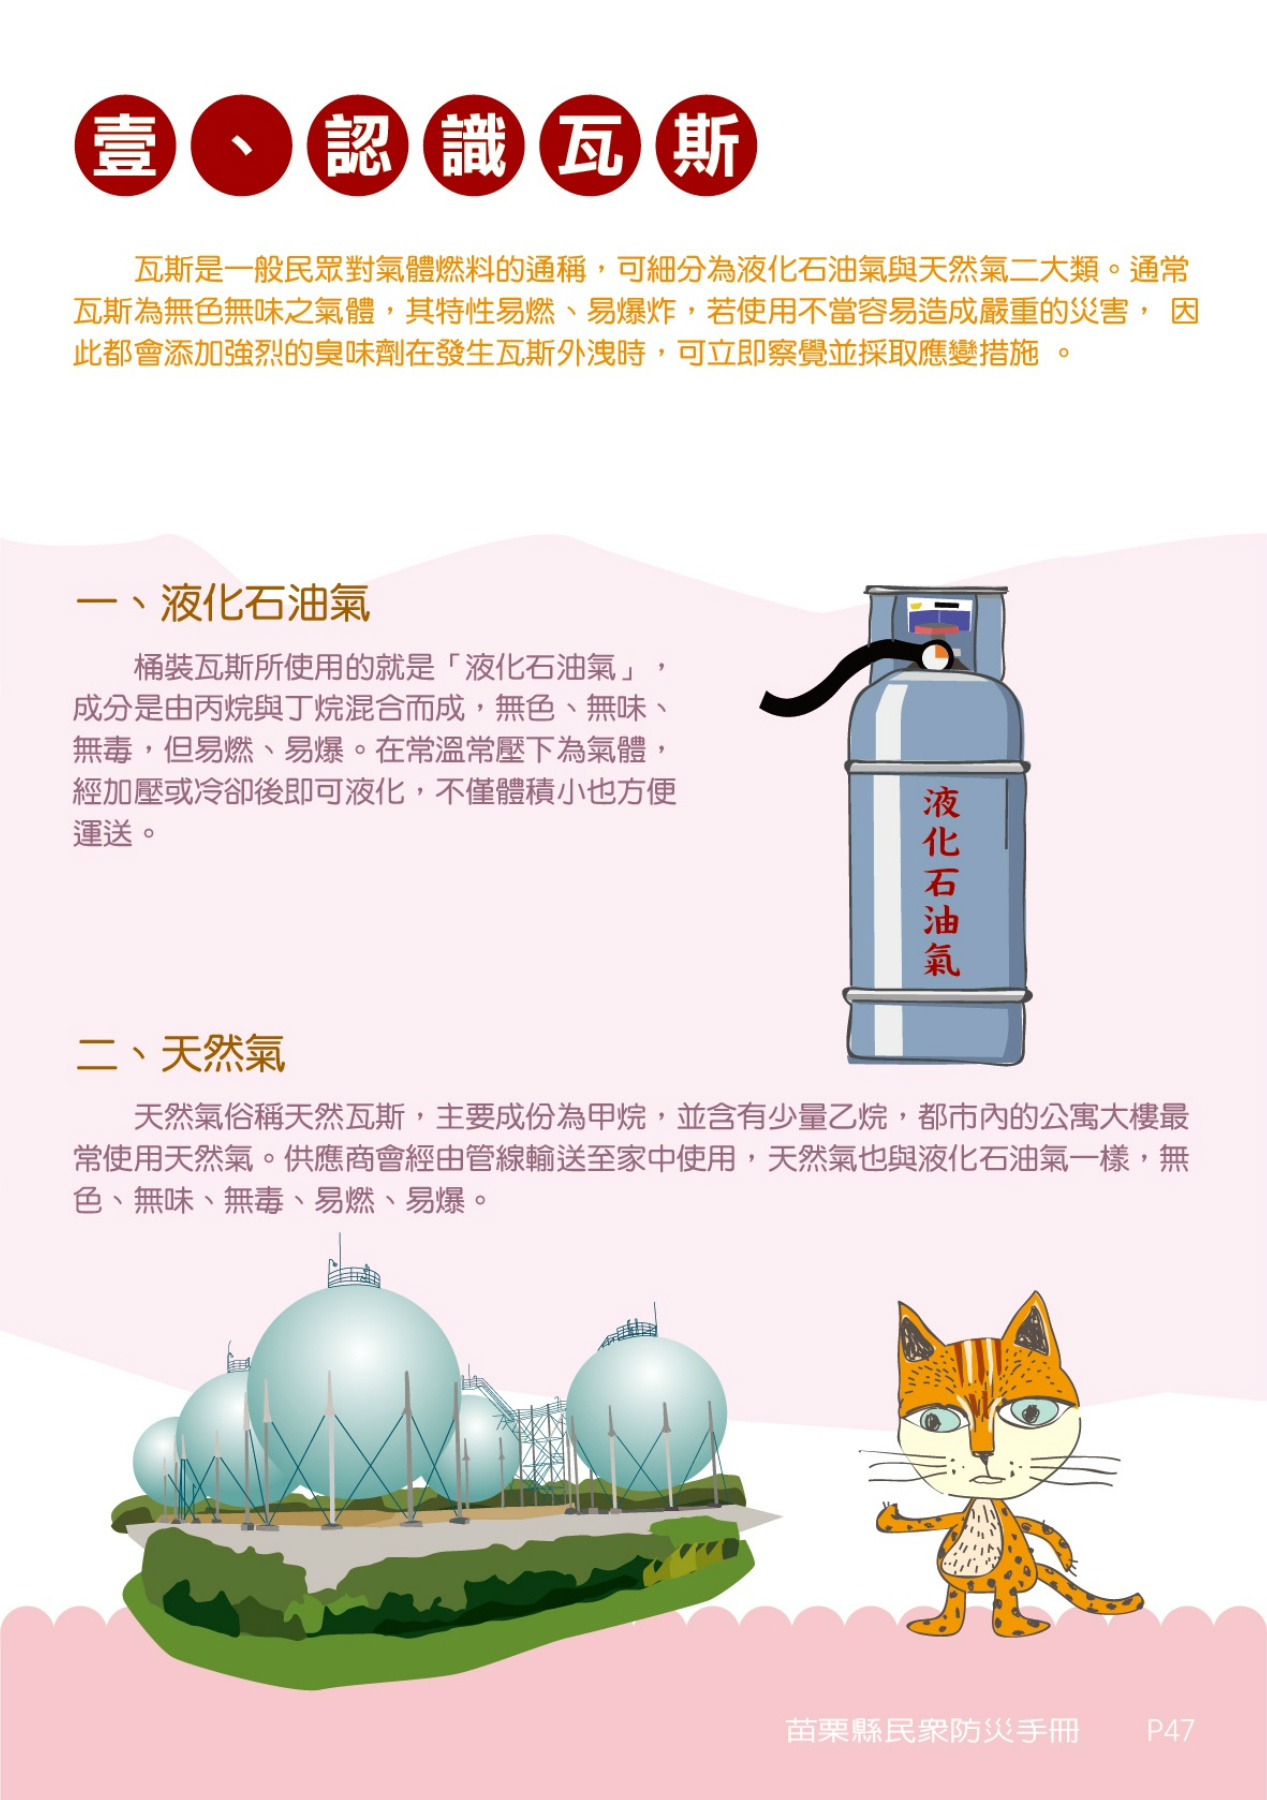 壹、認識瓦斯
瓦斯是一般民眾對氣體燃料的通稱，可細分為液化石油氣與天然氣二大類。通常
瓦斯為無色無味之氣體，其特性易燃、易爆炸，若使用不當容易造成嚴重的災害， 因
此都會添加強烈的臭味劑在發生瓦斯外洩時，可立即察覺並採取應變措施 。
一、液化石油氣
桶裝瓦斯所使用的就是「液化石油氣」，
成分是由丙烷與丁烷混合而成，無色、無味、
無毒，但易燃、易爆。在常溫常壓下為氣體，
經加壓或冷卻後即可液化，不僅體積小也方便
運送。
液化石油氣
二、天然氣
天然氣俗稱天然瓦斯，主要成份為甲烷，並含有少量乙烷，都市內的公寓大樓最
常使用天然氣。供應商會經由管線輸送至家中使用，天然氣也與液化石油氣一樣，無
色、無味、無毒、易燃、易爆。
苗栗縣民衆防災手冊 P47